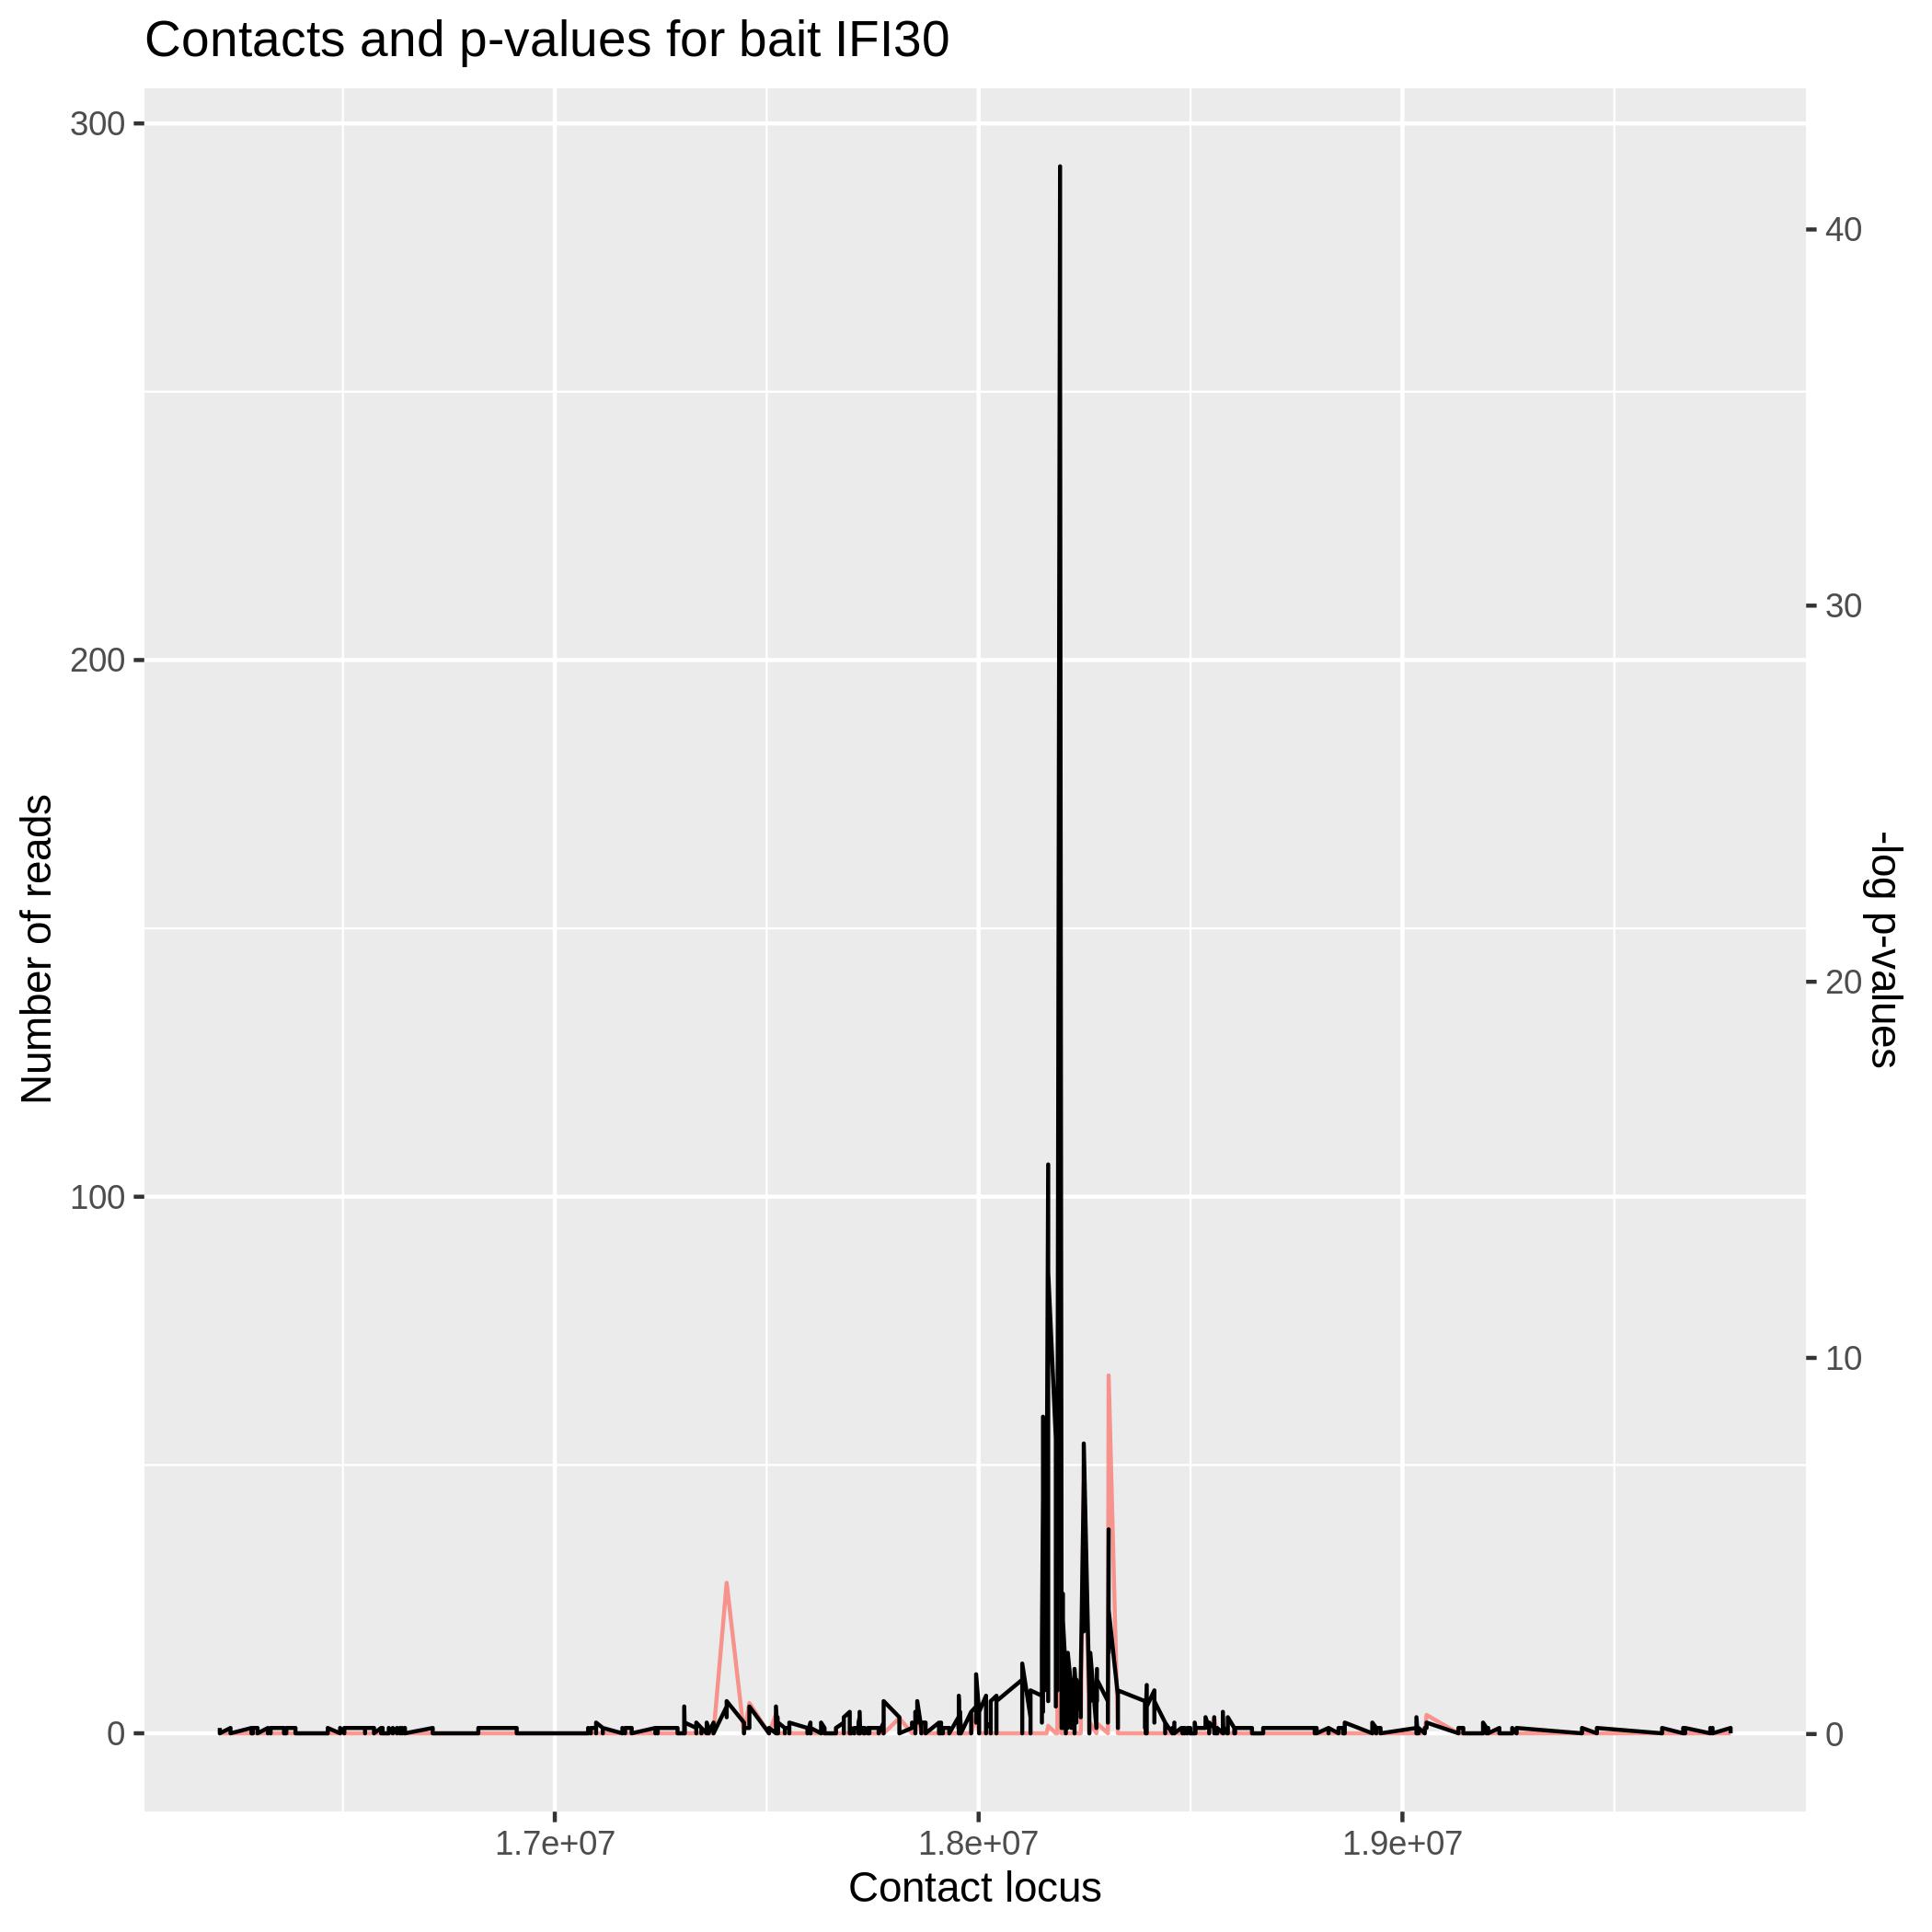 Contacts and p-values for bait IFI30
300
200
100
0
Number of reads
40
30
20
10
0
-log p-values
1.7e+07
1.8e+07
1.9e+07
Contact locus